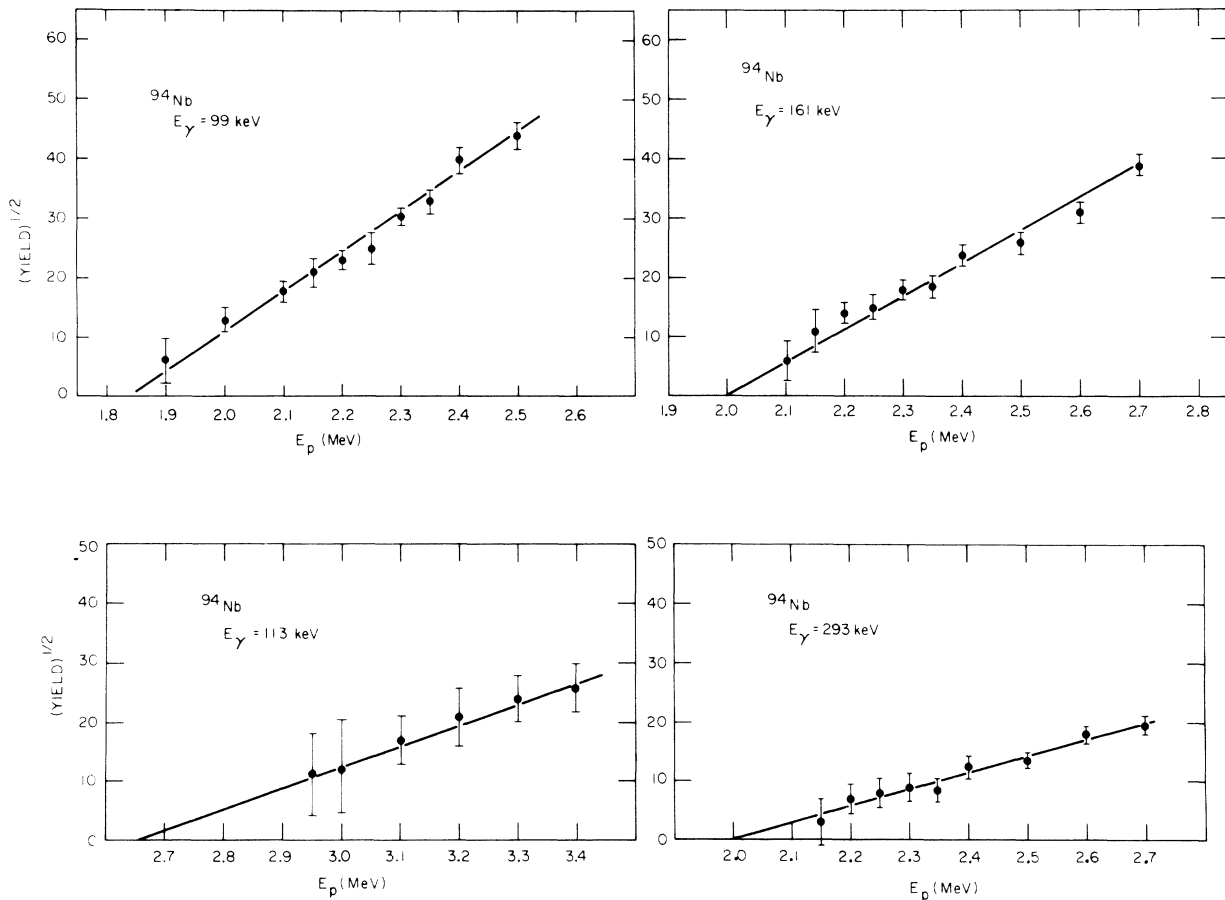 60
50
40
30
20
10
0
(YIELD)^1/2
94Nb
Eγ = 99 keV
1.8 1.9 2.0 2.1 2.2 2.3 2.4 2.5 2.6
Ep (MeV)
60
50
40
30
20
10
94Nb
Eγ = 161 keV
1.9 2.0 2.1 2.2 2.3 2.4 2.5 2.6 2.7 2.8
Ep (MeV)
50
40
30
20
10
0
(YIELD)^1/2
94Nb
Eγ = 113 keV
2.7 2.8 2.9 3.0 3.1 3.2 3.3 3.4
Ep (MeV)
50
40
30
20
10
0
94Nb
Eγ = 293 keV
2.0 2.1 2.2 2.3 2.4 2.5 2.6 2.7
Ep (MeV)